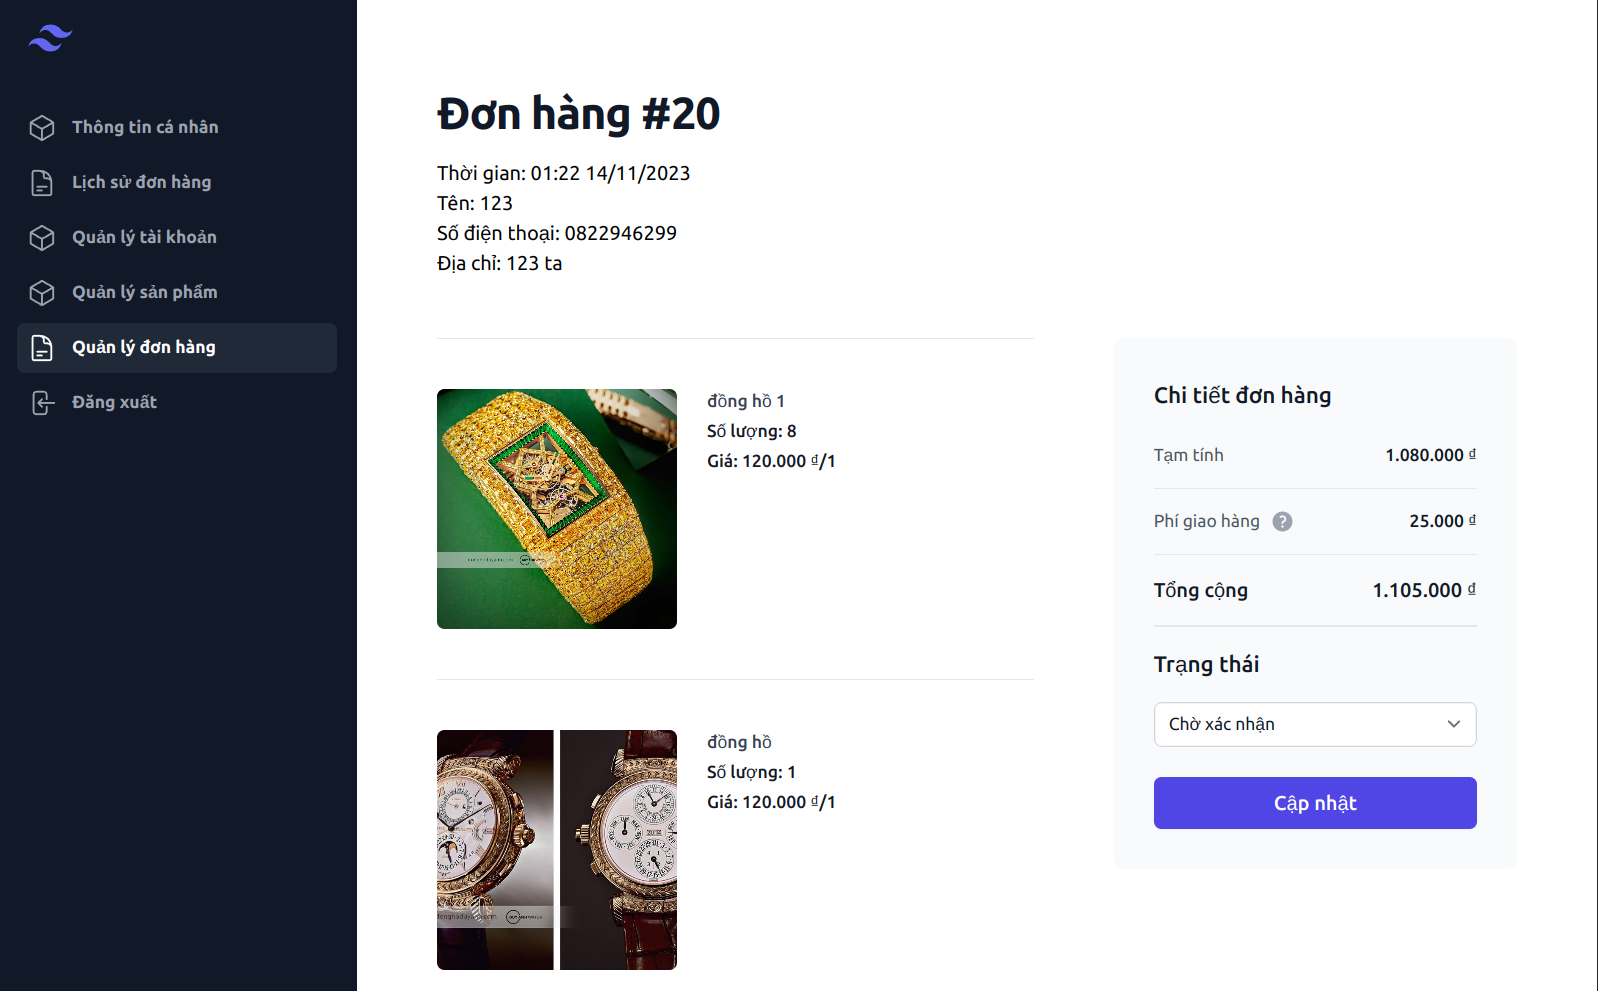 Thông tin cá nhân
Lịch sử đơn hàng
Quản lý tài khoản
Quản lý sản phẩm
Quản lý đơn hàng
Đăng xuất
Đơn hàng #20
Thời gian: 01:22 14/11/2023
Tên: 123
Số điện thoại: 0822946299
Địa chỉ: 123 ta
đồng hồ 1
Số lượng: 8
Giá: 120.000 ₫/1
đồng hồ
Số lượng: 1
Giá: 120.000 ₫/1
Chi tiết đơn hàng
Tạm tính 1.080.000 ₫
Phí giao hàng ? 25.000 ₫
Tổng cộng 1.105.000 ₫
Trạng thái
Chờ xác nhận
Cập nhật